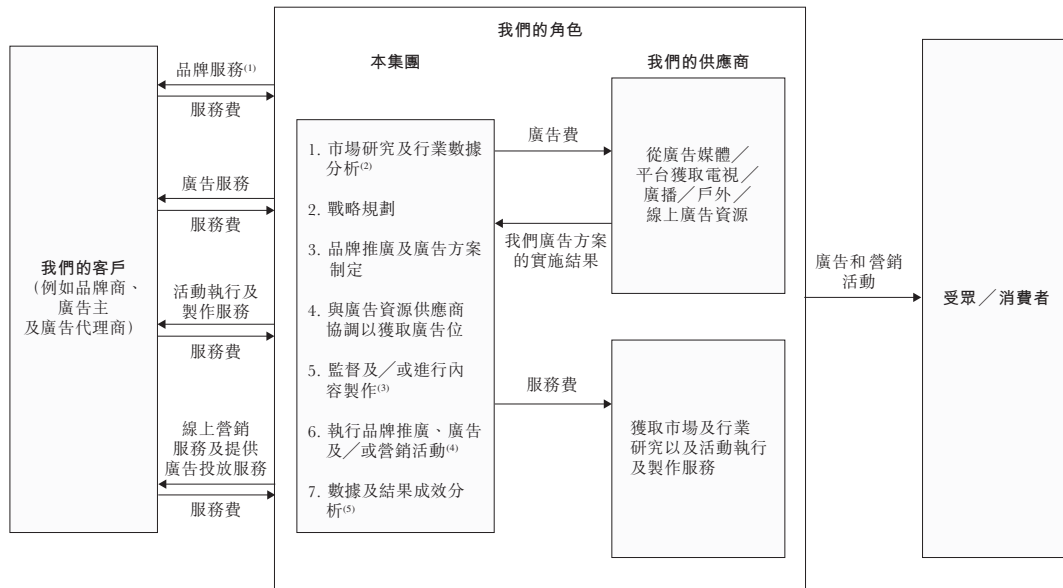 我們的角色
本集團
我們的供應商
品牌服務(1)
服務費
廣告服務
服務費
我們的客戶
（例如品牌商、
廣告主
及廣告代理商）
活動執行及
製作服務
服務費
線上營銷
服務及提供
廣告投放服務
服務費
1. 市場研究及行業數據
分析(2)
2. 戰略規劃
3. 品牌推廣及廣告方案
制定
4. 與廣告資源供應商
協調以獲取廣告位
5. 監督及／或進行內
容製作(3)
6. 執行品牌推廣、廣告
及／或營銷活動(4)
7. 數據及結果成效分
析(5)
廣告費
我們廣告方案
的實施結果
服務費
從廣告媒體／
平台獲取電視／
廣播／戶外／
線上廣告資源
獲取市場及行業
研究以及活動執行
及製作服務
廣告和營銷
活動
受眾／消費者